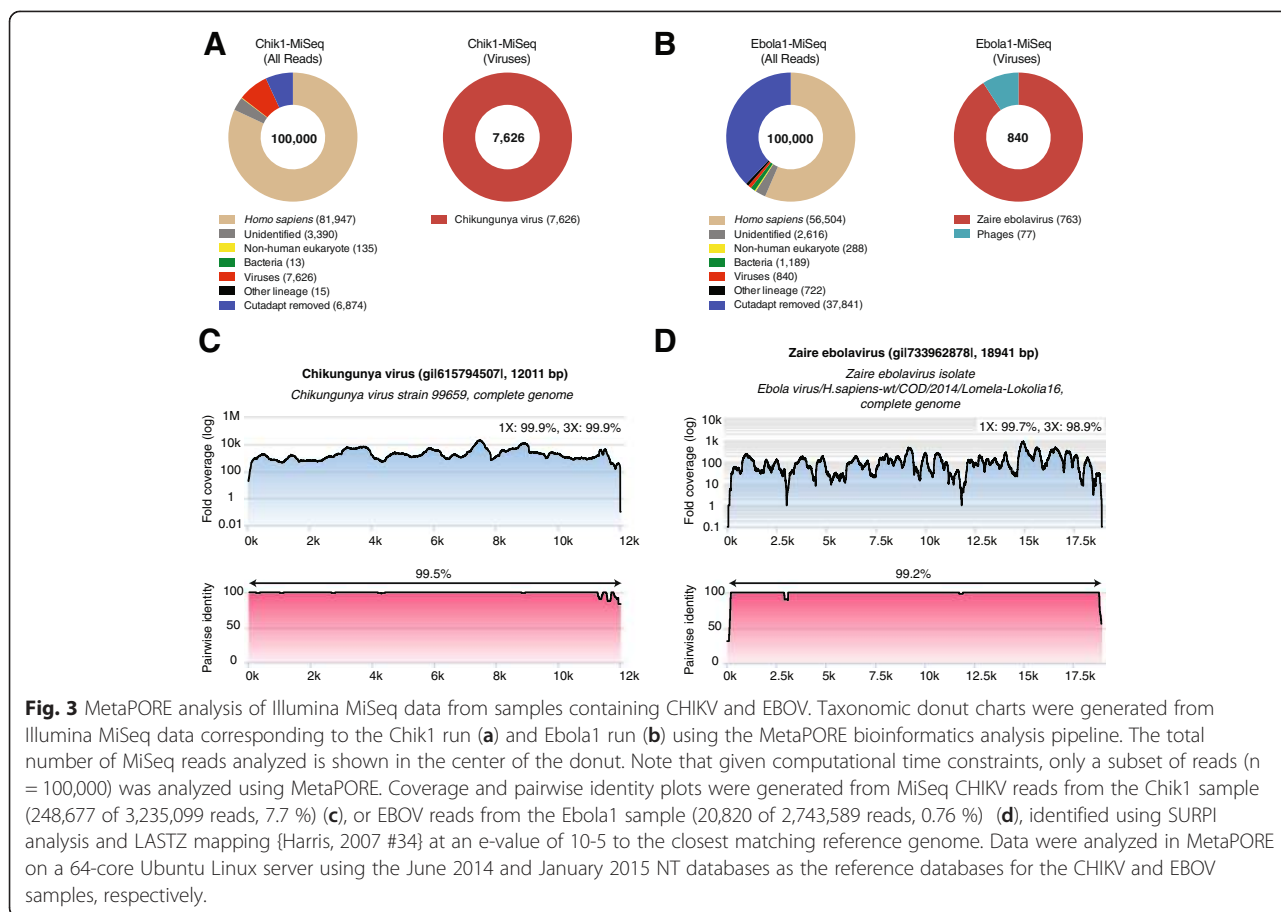 A
Chik1-MiSeq
(All Reads)
100,000
Homo sapiens (81,947)
Unidentified (3,390)
Non-human eukaryote (135)
Bacteria (13)
Viruses (7,626)
Other lineage (15)
Cutadapt removed (6,874)
Chik1-MiSeq
(Viruses)
7,626
Chikungunya virus (7,626)
B
Ebola1-MiSeq
(All Reads)
100,000
Homo sapiens (56,504)
Unidentified (2,616)
Non-human eukaryote (288)
Bacteria (1,189)
Viruses (840)
Other lineage (722)
Cutadapt removed (37,841)
Ebola1-MiSeq
(Viruses)
840
Zaire ebolavirus (763)
Phages (77)
C
Chikungunya virus (gi|615794507|, 12011 bp)
Chikungunya virus strain 99659, complete genome
Fold coverage (log)
1M
10k
100
1
0.01
1X: 99.9%, 3X: 99.9%
0k 2k 4k 6k 8k 10k 12k
99.5%
Pairwise identity
100
50
0
0k 2k 4k 6k 8k 10k 12k
D
Zaire ebolavirus (gi|733962878|, 18941 bp)
Zaire ebolavirus isolate
Ebola virus/H.sapiens-wt/COD/2014/Lomela-Lokolia16,
complete genome
Fold coverage (log)
10k
1k
100
10
1
0.1
1X: 99.7%, 3X: 98.9%
0k 2.5k 5k 7.5k 10k 12.5k 15k 17.5k
99.2%
Pairwise identity
100
50
0
0k 2.5k 5k 7.5k 10k 12.5k 15k 17.5k
Fig. 3 MetaPORE analysis of Illumina MiSeq data from samples containing CHIKV and EBOV. Taxonomic donut charts were generated from
Illumina MiSeq data corresponding to the Chik1 run (a) and Ebola1 run (b) using the MetaPORE bioinformatics analysis pipeline. The total
number of MiSeq reads analyzed is shown in the center of the donut. Note that given computational time constraints, only a subset of reads (n
= 100,000) was analyzed using MetaPORE. Coverage and pairwise identity plots were generated from MiSeq CHIKV reads from the Chik1 sample
(248,677 of 3,235,099 reads, 7.7 %) (c), or EBOV reads from the Ebola1 sample (20,820 of 2,743,589 reads, 0.76 %) (d), identified using SURPI
analysis and LASTZ mapping {Harris, 2007 #34} at an e-value of 10-5 to the closest matching reference genome. Data were analyzed in MetaPORE
on a 64-core Ubuntu Linux server using the June 2014 and January 2015 NT databases as the reference databases for the CHIKV and EBOV
samples, respectively.